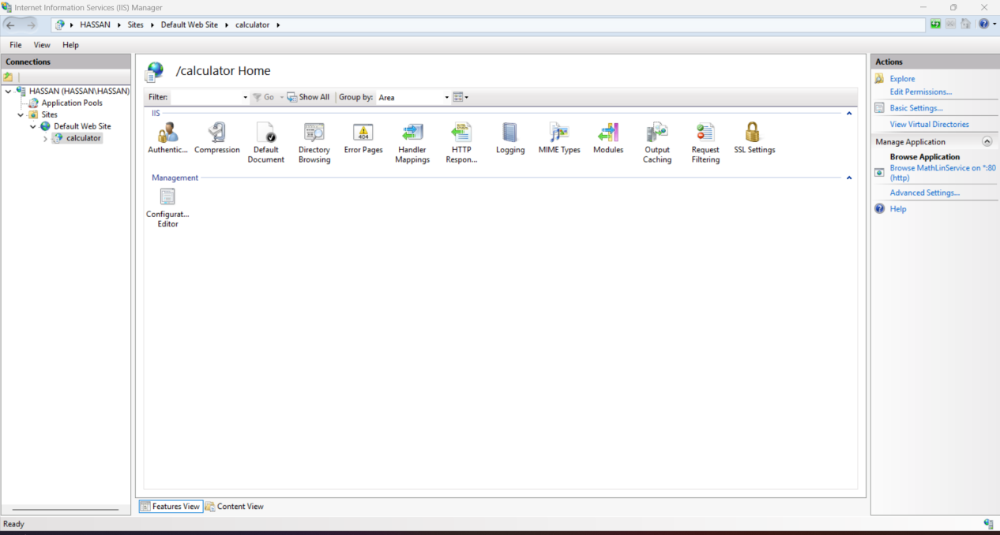 Internet Information Services (IIS) Manager
HASSAN Sites Default Web Site calculator
File View Help
Connections
HASSAN (HASSAN\HASSAN)
Application Pools
Sites
Default Web Site
calculator
/calculator Home
Filter: Go Show All Group by: Area
IIS
Authentic... Compression Default Document Directory Browsing Error Pages Handler Mappings HTTP Respon... Logging MIME Types Modules Output Caching Request Filtering SSL Settings
404
Management
Configurat... Editor
Features View Content View
Actions
Explore
Edit Permissions...
Basic Settings...
View Virtual Directories
Manage Application
Browse Application
Browse MathLinService on *:80
(http)
Advanced Settings...
Help
Ready